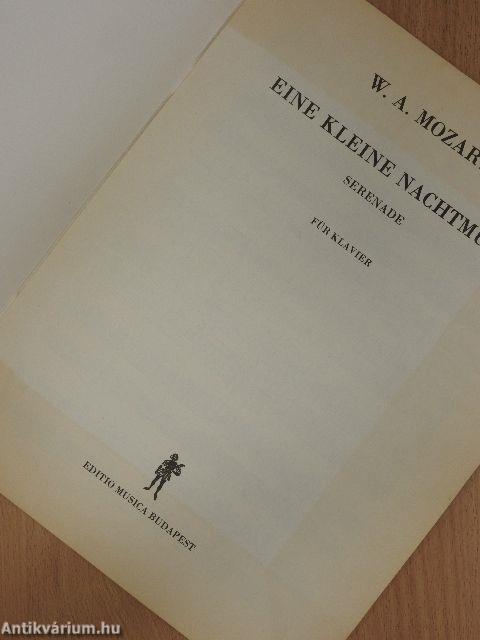 W. A. MOZAR
EINE KLEINE NACHTMU
SERENADE
FÜR KLAVIER
EDITIO MUSICA BUDAPEST
Antikvárium.hu